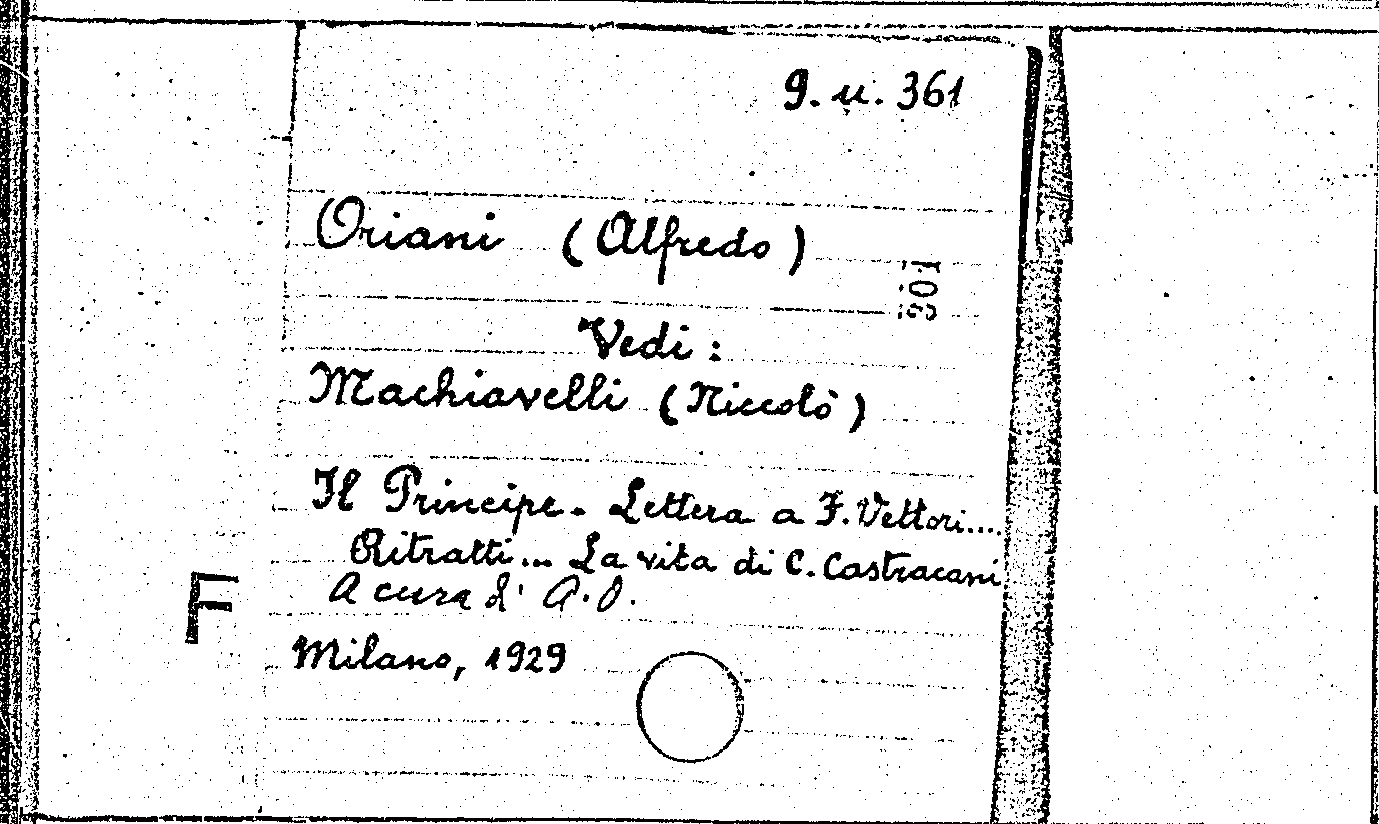 9. u. 361
Oriani (Alfredo)
301
Vedi:
Machiavelli (Niccolò)
Il Principe. Lettera a F. Vettori....
Ritratti... La vita di C. Castracani
A cura d' A. O.
F
Milano, 1929